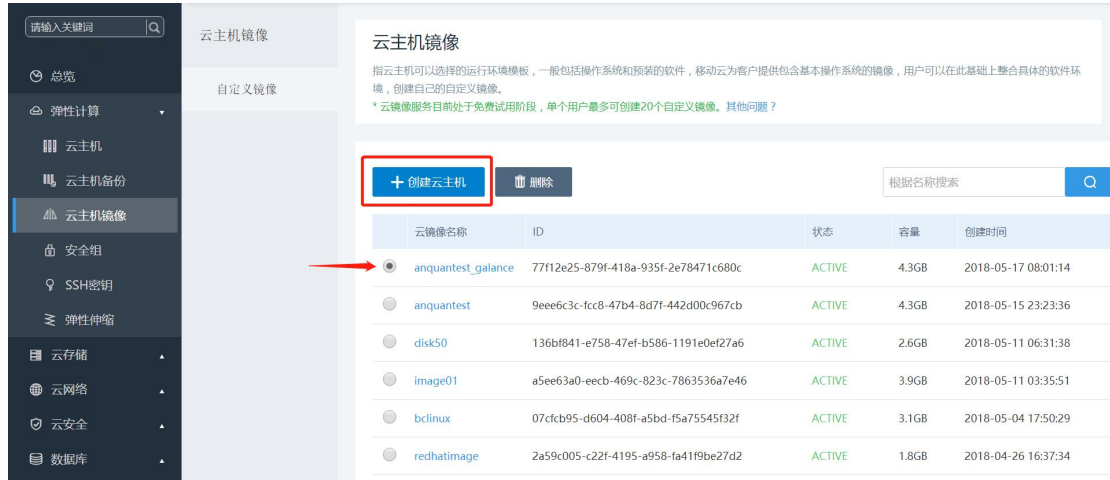 请输入关键词
总览
弹性计算
云主机
云主机备份
云主机镜像
安全组
SSH密钥
弹性伸缩
云存储
云网络
云安全
数据库
云主机镜像
自定义镜像
云主机镜像
指云主机可以选择的运行环境模板，一般包括操作系统和预装的软件，移动云为客户提供包含基本操作系统的镜像，用户可以在此基础上整合具体的软件环
境，创建自己的自定义镜像。
* 云镜像服务目前处于免费试用阶段，单个用户最多可创建20个自定义镜像。其他问题？
创建云主机 删除 根据名称搜索
云镜像名称 ID 状态 容量 创建时间
anquantest_galance 77f12e25-879f-418a-935f-2e78471c680c ACTIVE 4.3GB 2018-05-17 08:01:14
anquantest 9eee6c3c-fcc8-47b4-8d7f-442d00c967cb ACTIVE 4.3GB 2018-05-15 23:23:36
disk50 136bf841-e758-47ef-b586-1191e0ef27a6 ACTIVE 2.6GB 2018-05-11 06:31:38
image01 a5ee63a0-eecb-469c-823c-7863536a7e46 ACTIVE 3.9GB 2018-05-11 03:35:51
bclinux 07cfcb95-d604-408f-a5bd-f5a75545f32f ACTIVE 3.1GB 2018-05-04 17:50:29
redhatimage 2a59c005-c22f-4195-a958-fa41f9be27d2 ACTIVE 1.8GB 2018-04-26 16:37:34